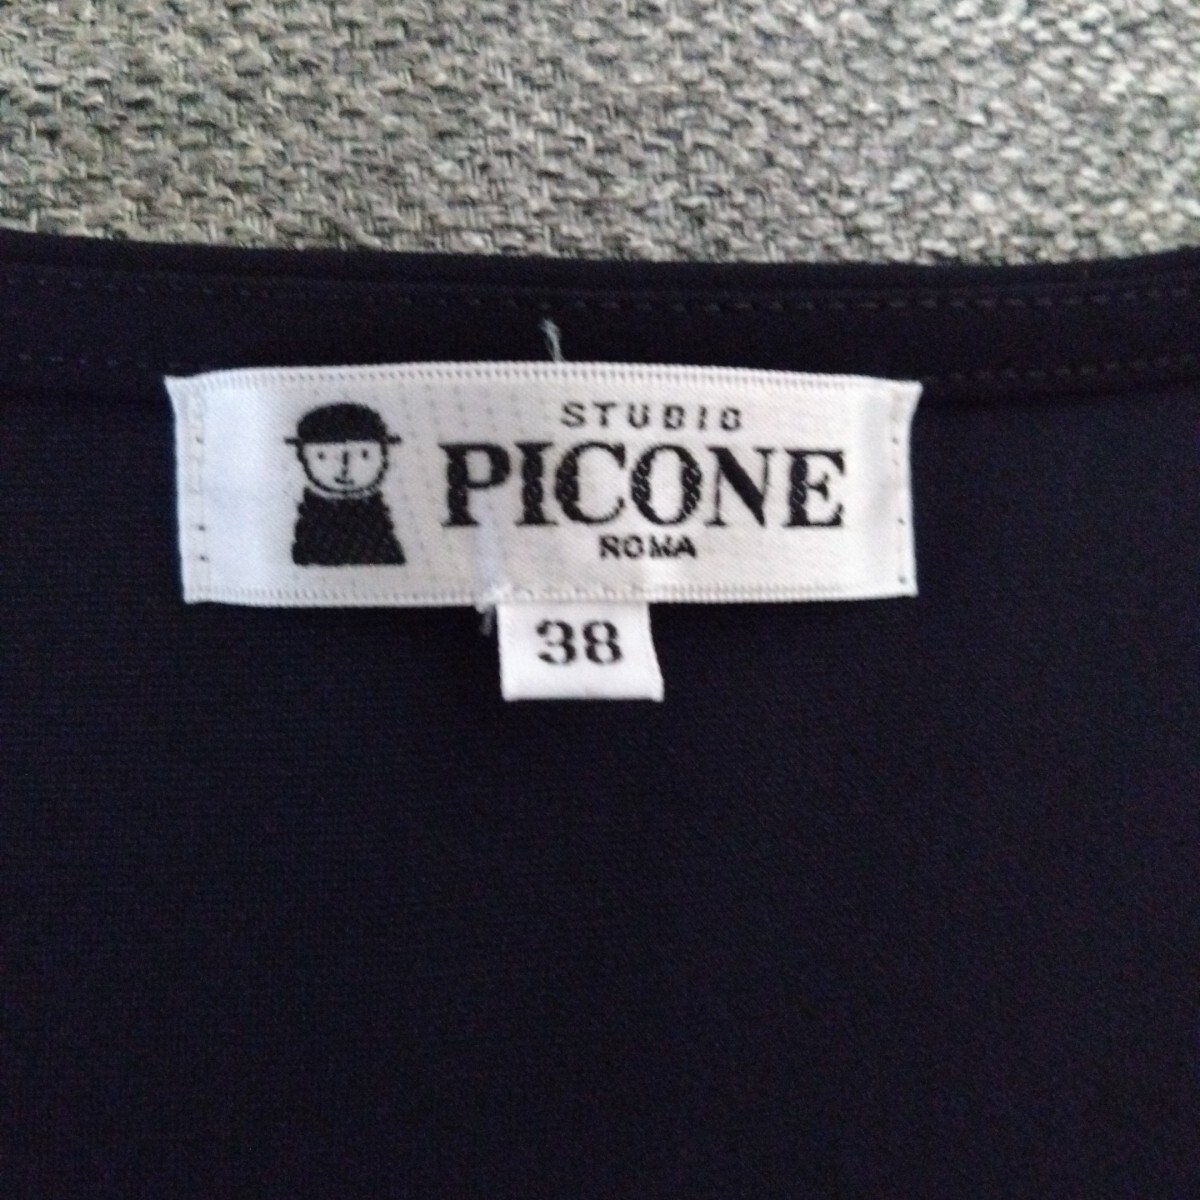 STUDIO
PICONE
ROMA
38